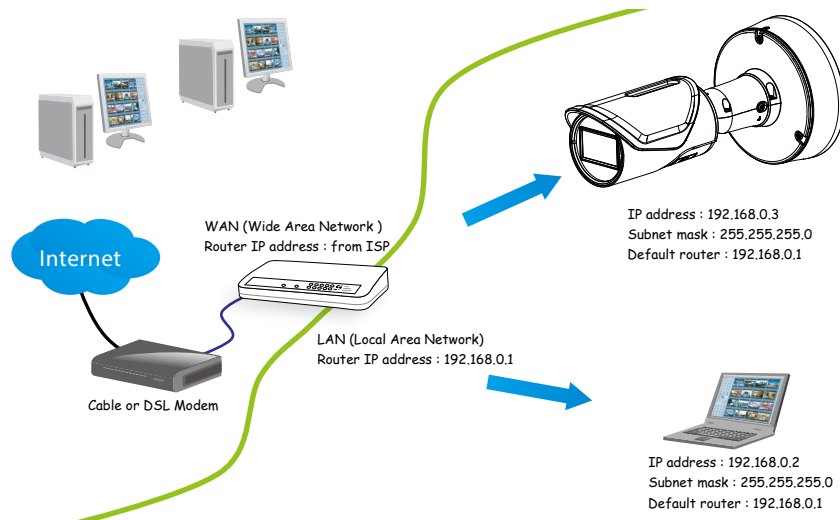 WAN (Wide Area Network )
Router IP address : from ISP
Internet
IP address : 192.168.0.3
Subnet mask : 255.255.255.0
Default router : 192.168.0.1
LAN (Local Area Network)
Router IP address : 192.168.0.1
Cable or DSL Modem
IP address : 192.168.0.2
Subnet mask : 255.255.255.0
Default router : 192.168.0.1